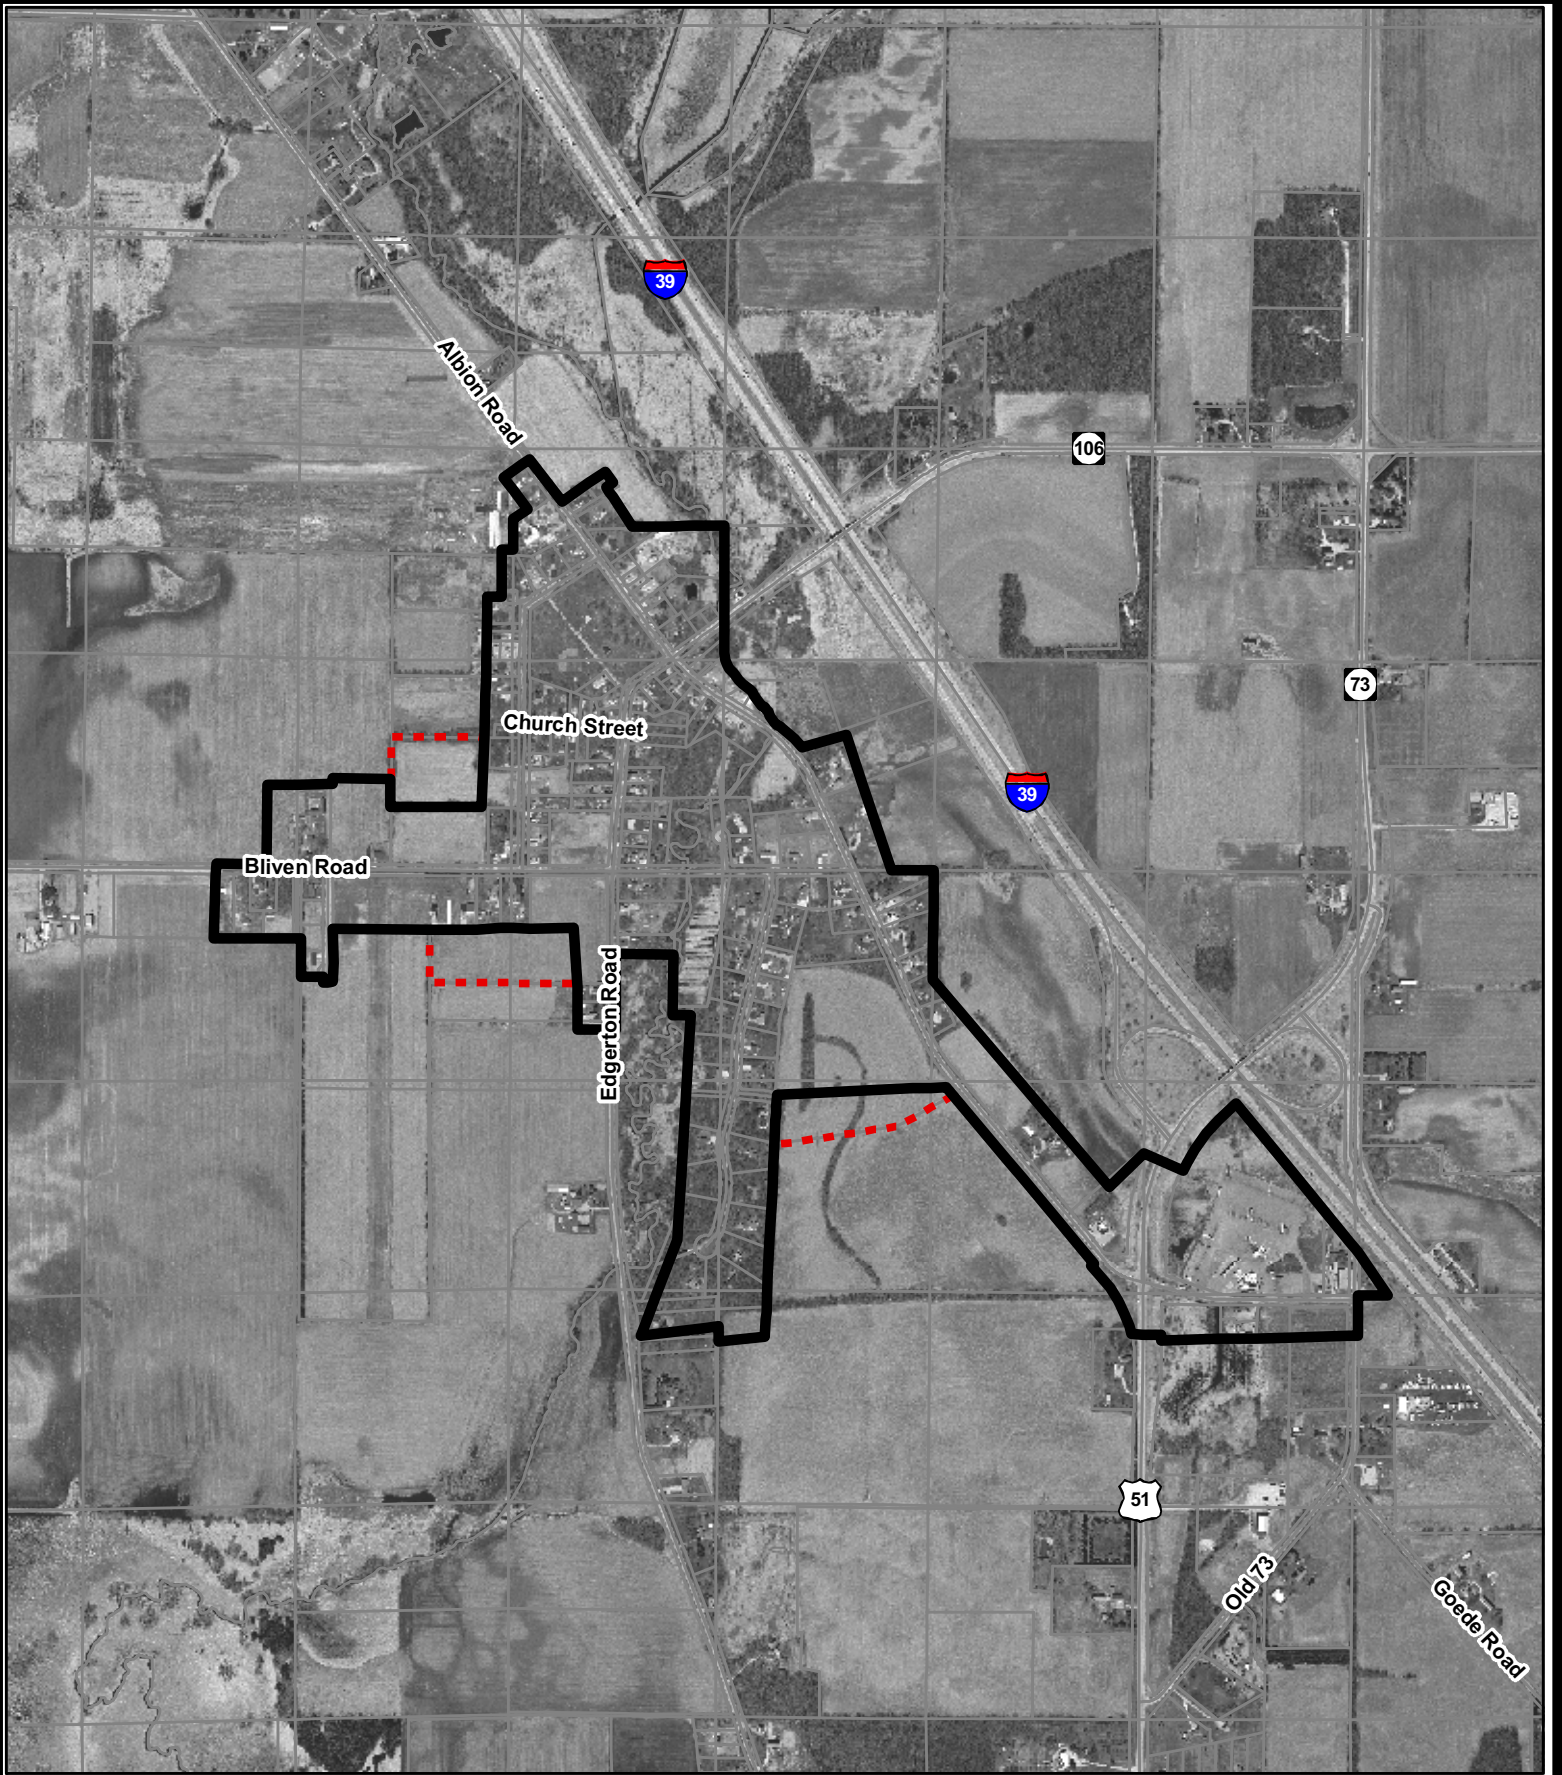 39
Albion Road
106
73
Church Street
39
Bliven Road
Edgerton Road
51
Old 73
Goede Road